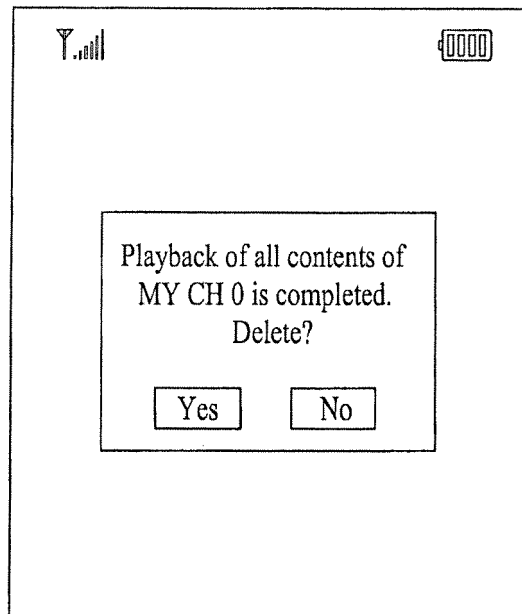 Playback of all contents of
MY CH 0 is completed.
Delete?
Yes No